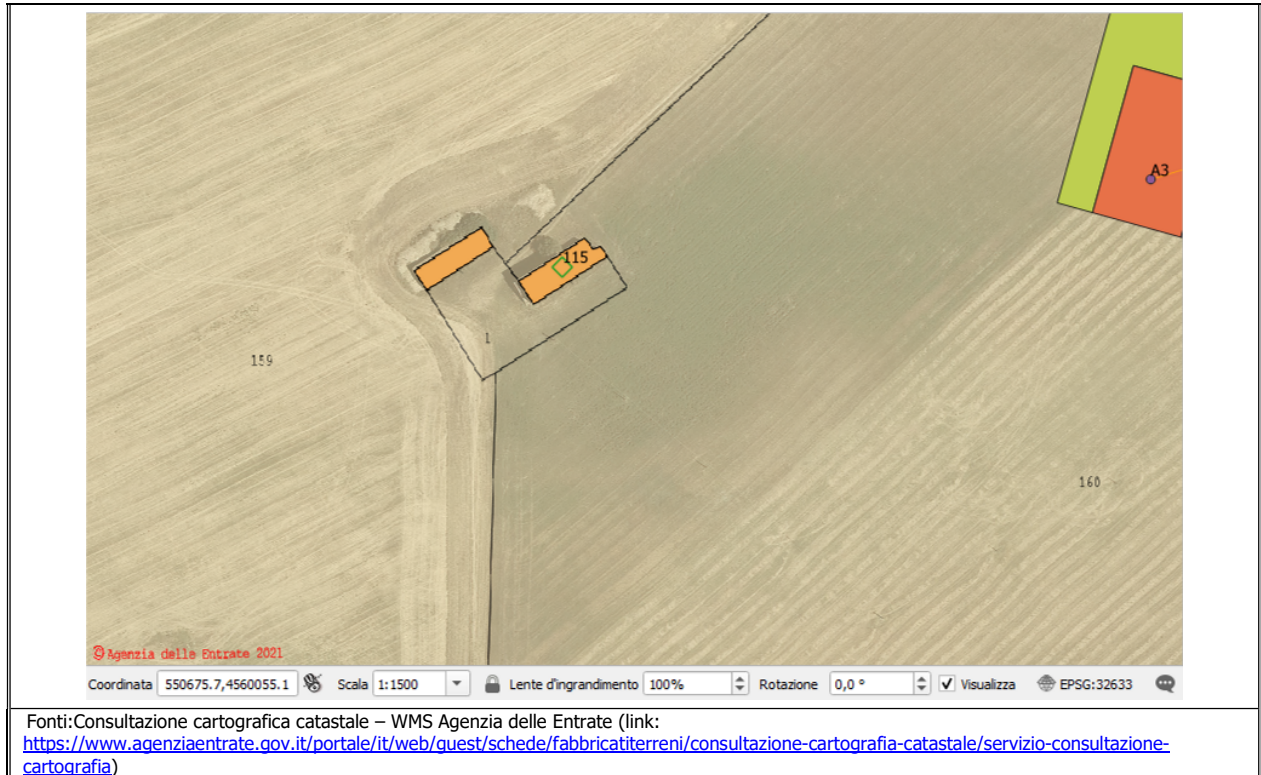 A3
115
1
159
160
© Agenzia delle Entrate 2021
Coordinata 550675.7,4560055.1 Scala 1:1500 Lente d'ingrandimento 100% Rotazione 0,0 ° Visualizza EPSG:32633
Fonti:Consultazione cartografica catastale – WMS Agenzia delle Entrate (link:
https://www.agenziaentrate.gov.it/portale/it/web/guest/schede/fabbricatiterreni/consultazione-cartografia-catastale/servizio-consultazione-
cartografia)